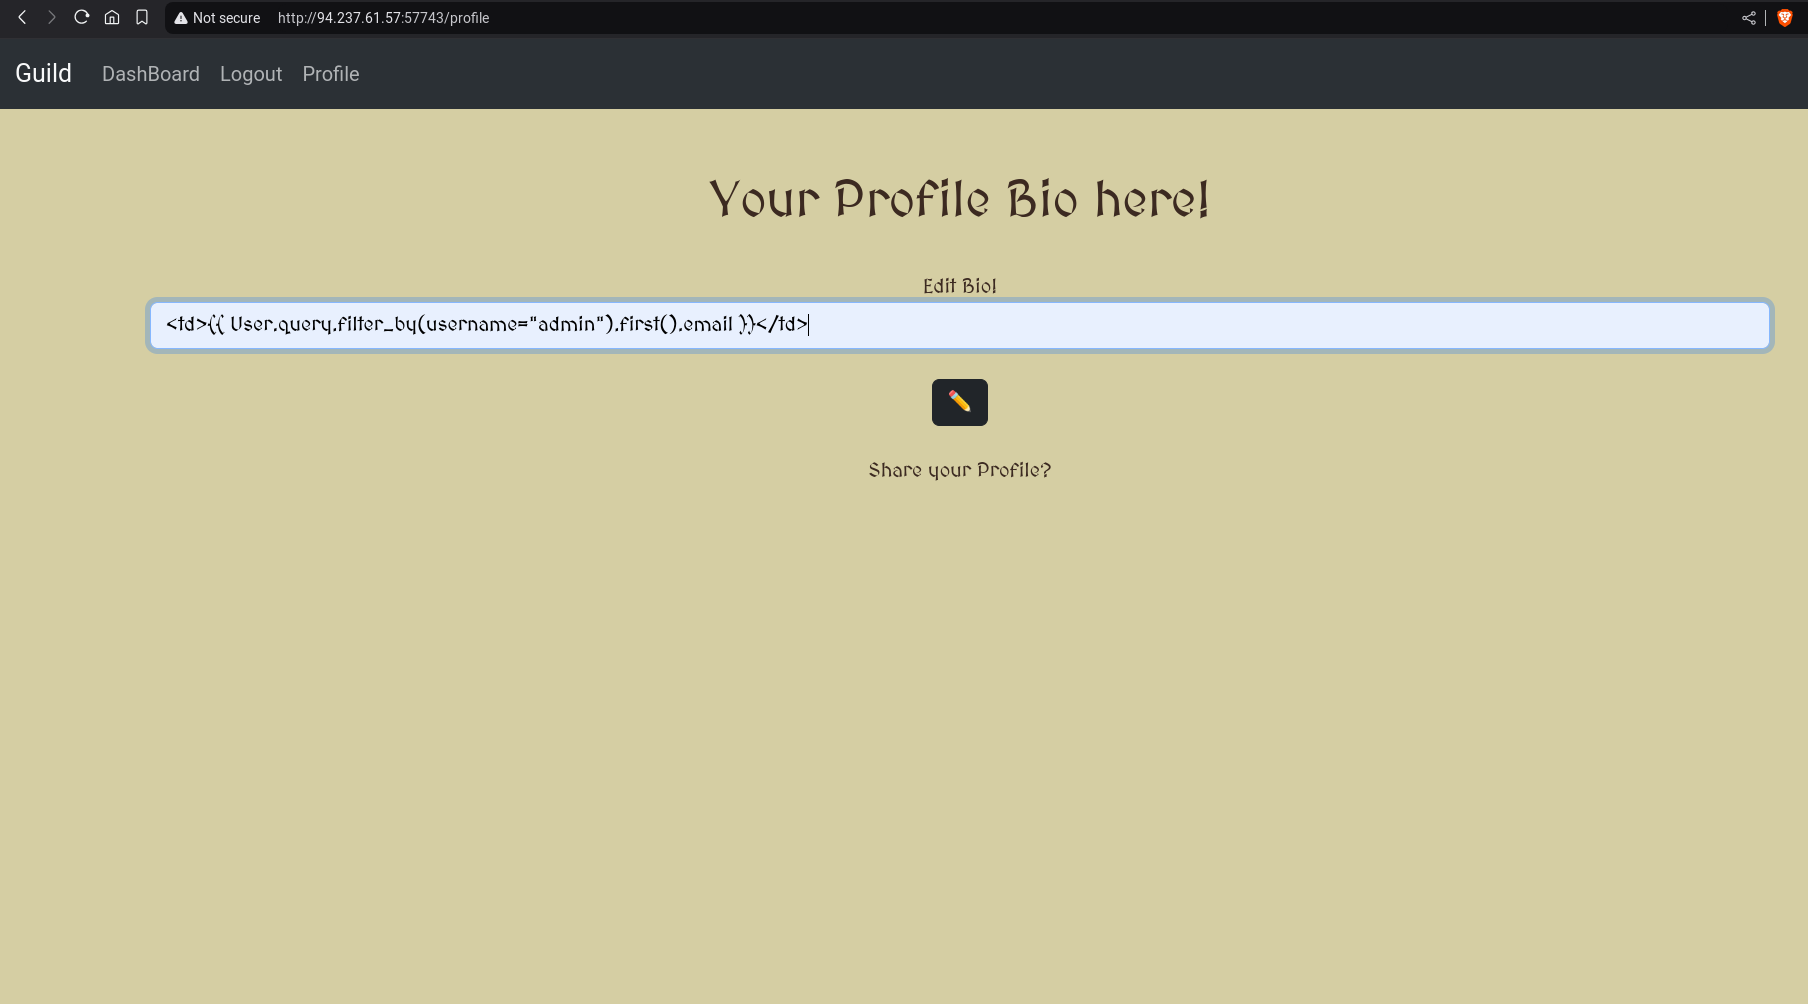 Not secure http://94.237.61.57:57743/profile
Guild DashBoard Logout Profile
Your Profile Bio here!
Edit Bio!
<td>{{ User.query.filter_by(username="admin").first().email }}</td>
Share your Profile?